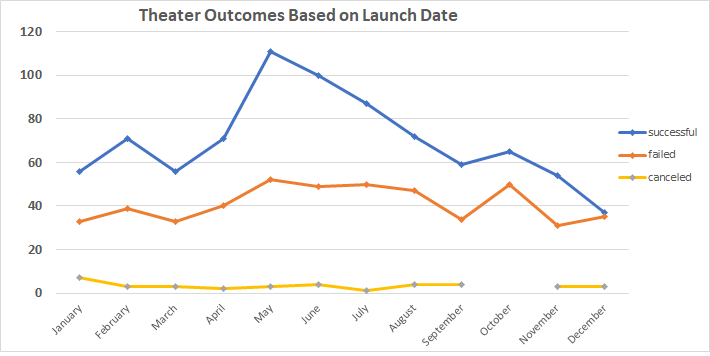 Theater Outcomes Based on Launch Date
120
100
80
60
40
20
0
January
February
March
April
May
June
July
August
September
October
November
December
successful
failed
canceled